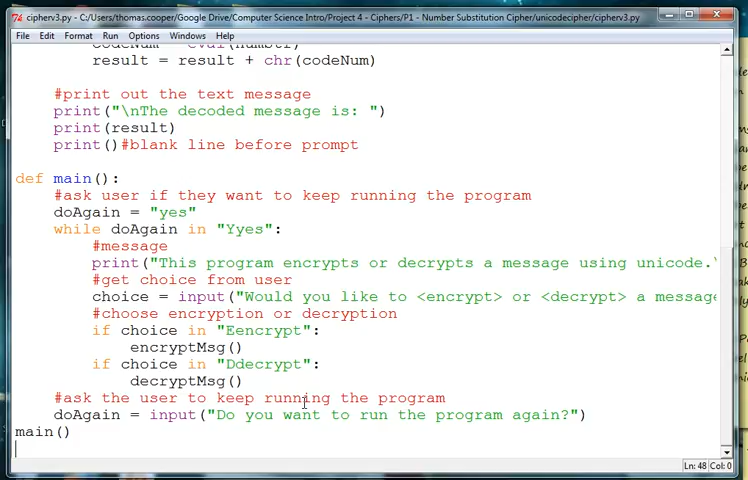 cipherv3.py - C:/Users/thomas.cooper/Google Drive/Computer Science Intro/Project 4 - Ciphers/P1 - Number Substitution Cipher/unicodecipher/cipherv3.py
File Edit Format Run Options Windows Help
codeNum = eval(numStr)
result = result + chr(codeNum)
#print out the text message
print("\nThe decoded message is: ")
print(result)
print()#blank line before prompt
def main():
#ask user if they want to keep running the program
doAgain = "yes"
while doAgain in "Yyes":
#message
print("This program encrypts or decrypts a message using unicode.\
#get choice from user
choice = input("Would you like to <encrypt> or <decrypt> a message
#choose encryption or decryption
if choice in "Eencrypt":
encryptMsg()
if choice in "Ddecrypt":
decryptMsg()
#ask the user to keep running the program
doAgain = input("Do you want to run the program again?")
main()
Ln: 48 Col: 0